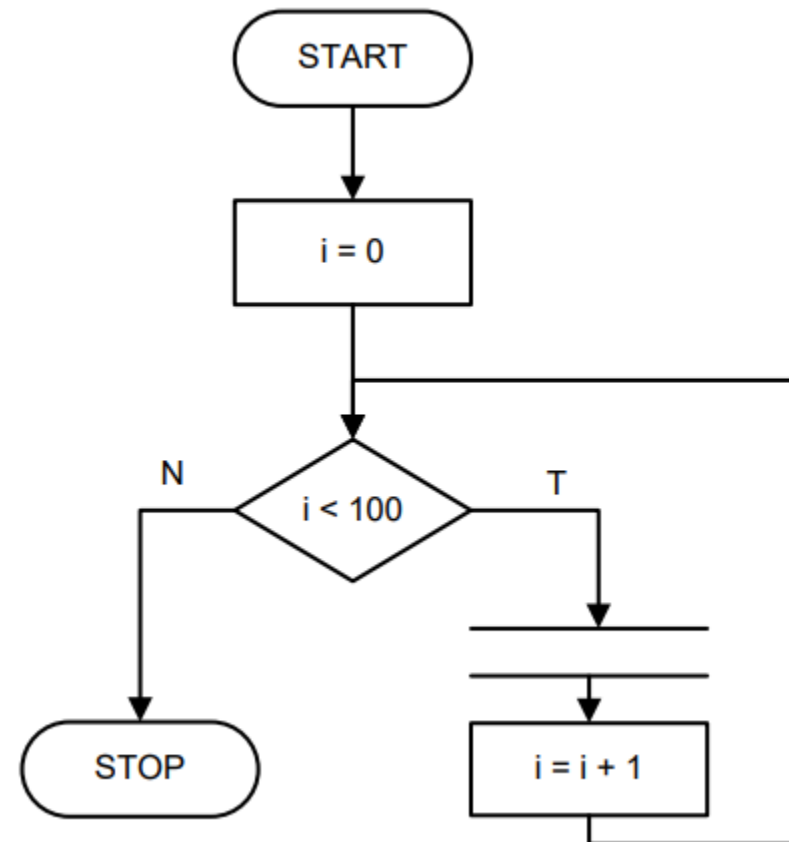 START
i = 0
N
T
i < 100
STOP
i = i + 1